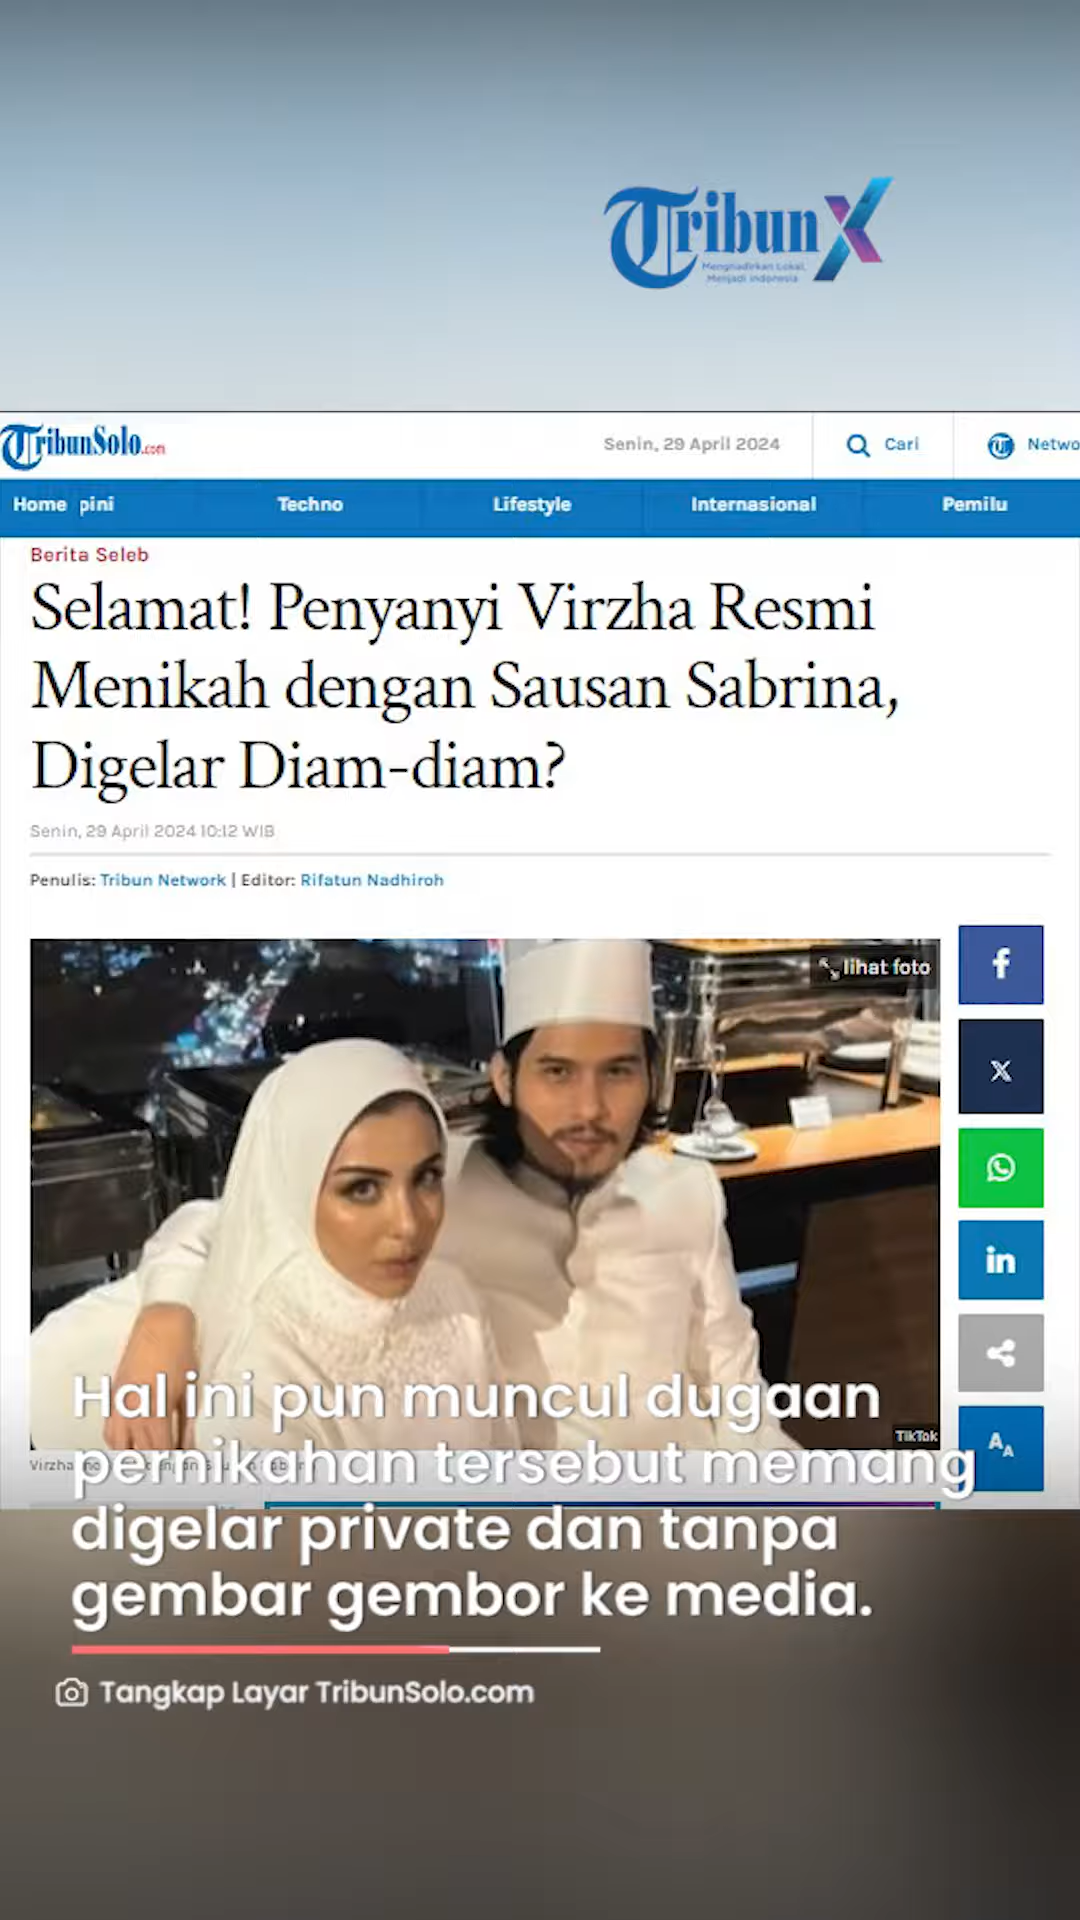 TribunX
Menghadirkan Lokal,
Menjadi Indonesia
TribunSolo.com
Senin, 29 April 2024
Cari
Netwo
Home pini Techno Lifestyle Internasional Pemilu
Berita Seleb
Selamat! Penyanyi Virzha Resmi
Menikah dengan Sausan Sabrina,
Digelar Diam-diam?
Senin, 29 April 2024 10:12 WIB
Penulis: Tribun Network | Editor: Rifatun Nadhiroh
lihat foto
TikTok
Virzha
Hal ini pun muncul dugaan
pernikahan tersebut memang
digelar private dan tanpa
gembar gembor ke media.
Tangkap Layar TribunSolo.com